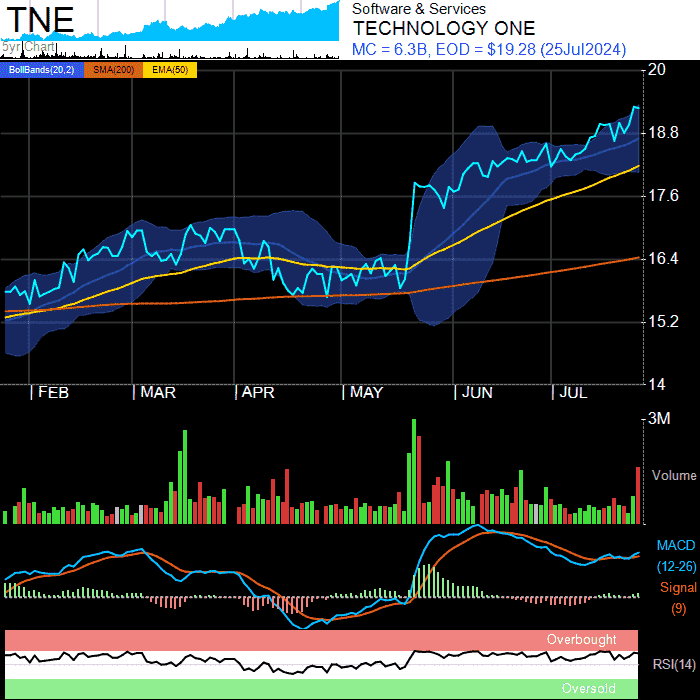 TNE
5yr Chart
Software & Services
TECHNOLOGY ONE
MC = 6.3B, EOD = $19.28 (25Jul2024)
BollBands(20,2) SMA(200) EMA(50)
20
18.8
17.6
16.4
15.2
14
| FEB | MAR | APR | MAY | JUN | JUL
3M
Volume
MACD
(12-26)
Signal
(9)
Overbought
RSI(14)
Oversold